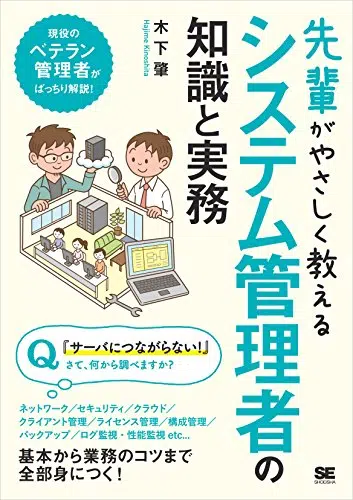 現役の
ベテラン
管理者が
ばっちり解説！
木下 肇
Hajime Kinoshita
先輩がやさしく教える
システム管理者の
知識と実務
Q
『サーバにつながらない！』
さて、何から調べますか？
ネットワーク／セキュリティ／クラウド／
クライアント管理／ライセンス管理／構成管理／
バックアップ／ログ監視・性能監視 etc...
基本から業務のコツまで
全部身につく！
SE
SHOEISHA